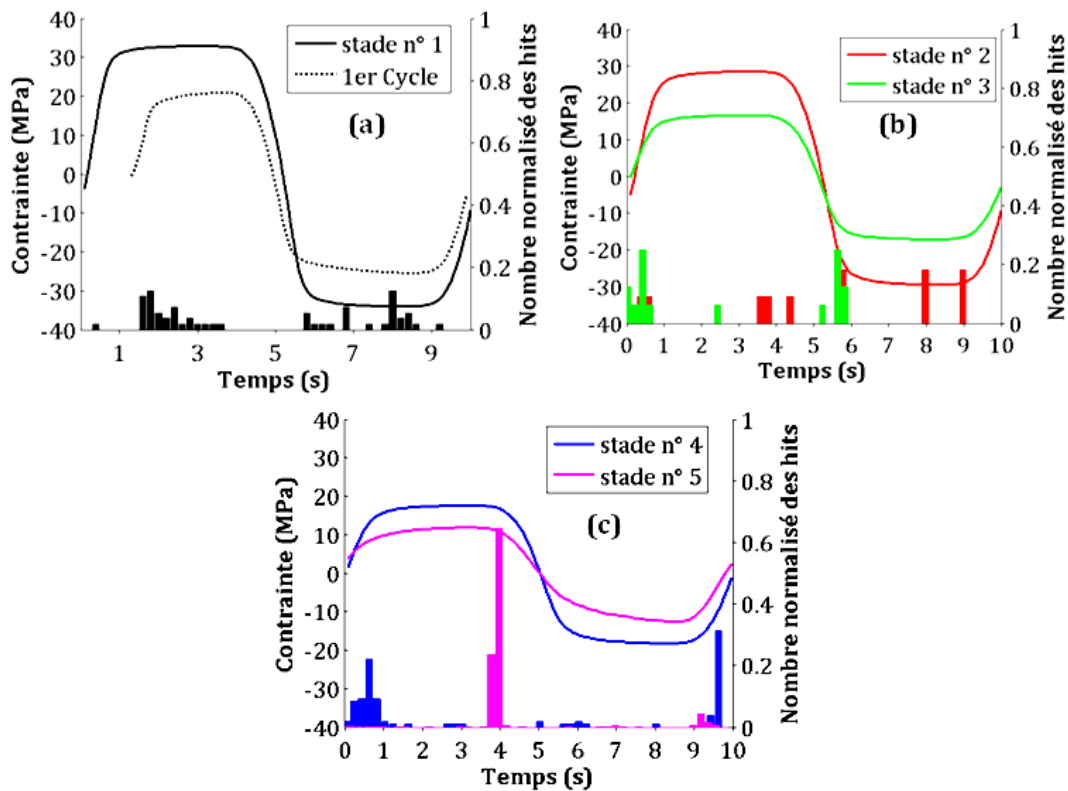 40
30
20
10
0
-10
-20
-30
-40
Contrainte (MPa)
stade n° 1
1er Cycle
(a)
1
0.8
0.6
0.4
0.2
0
Nombre normalisé des hits
1
3
5
7
9
Temps (s)
40
30
20
10
0
-10
-20
-30
-40
Contrainte (MPa)
stade n° 2
stade n° 3
(b)
1
0.8
0.6
0.4
0.2
0
Nombre normalisé des hits
0 1 2 3 4 5 6 7 8 9 10
Temps (s)
40
30
20
10
0
-10
-20
-30
-40
Contrainte (MPa)
stade n° 4
stade n° 5
(c)
1
0.8
0.6
0.4
0.2
0
Nombre normalisé des hits
0 1 2 3 4 5 6 7 8 9 10
Temps (s)